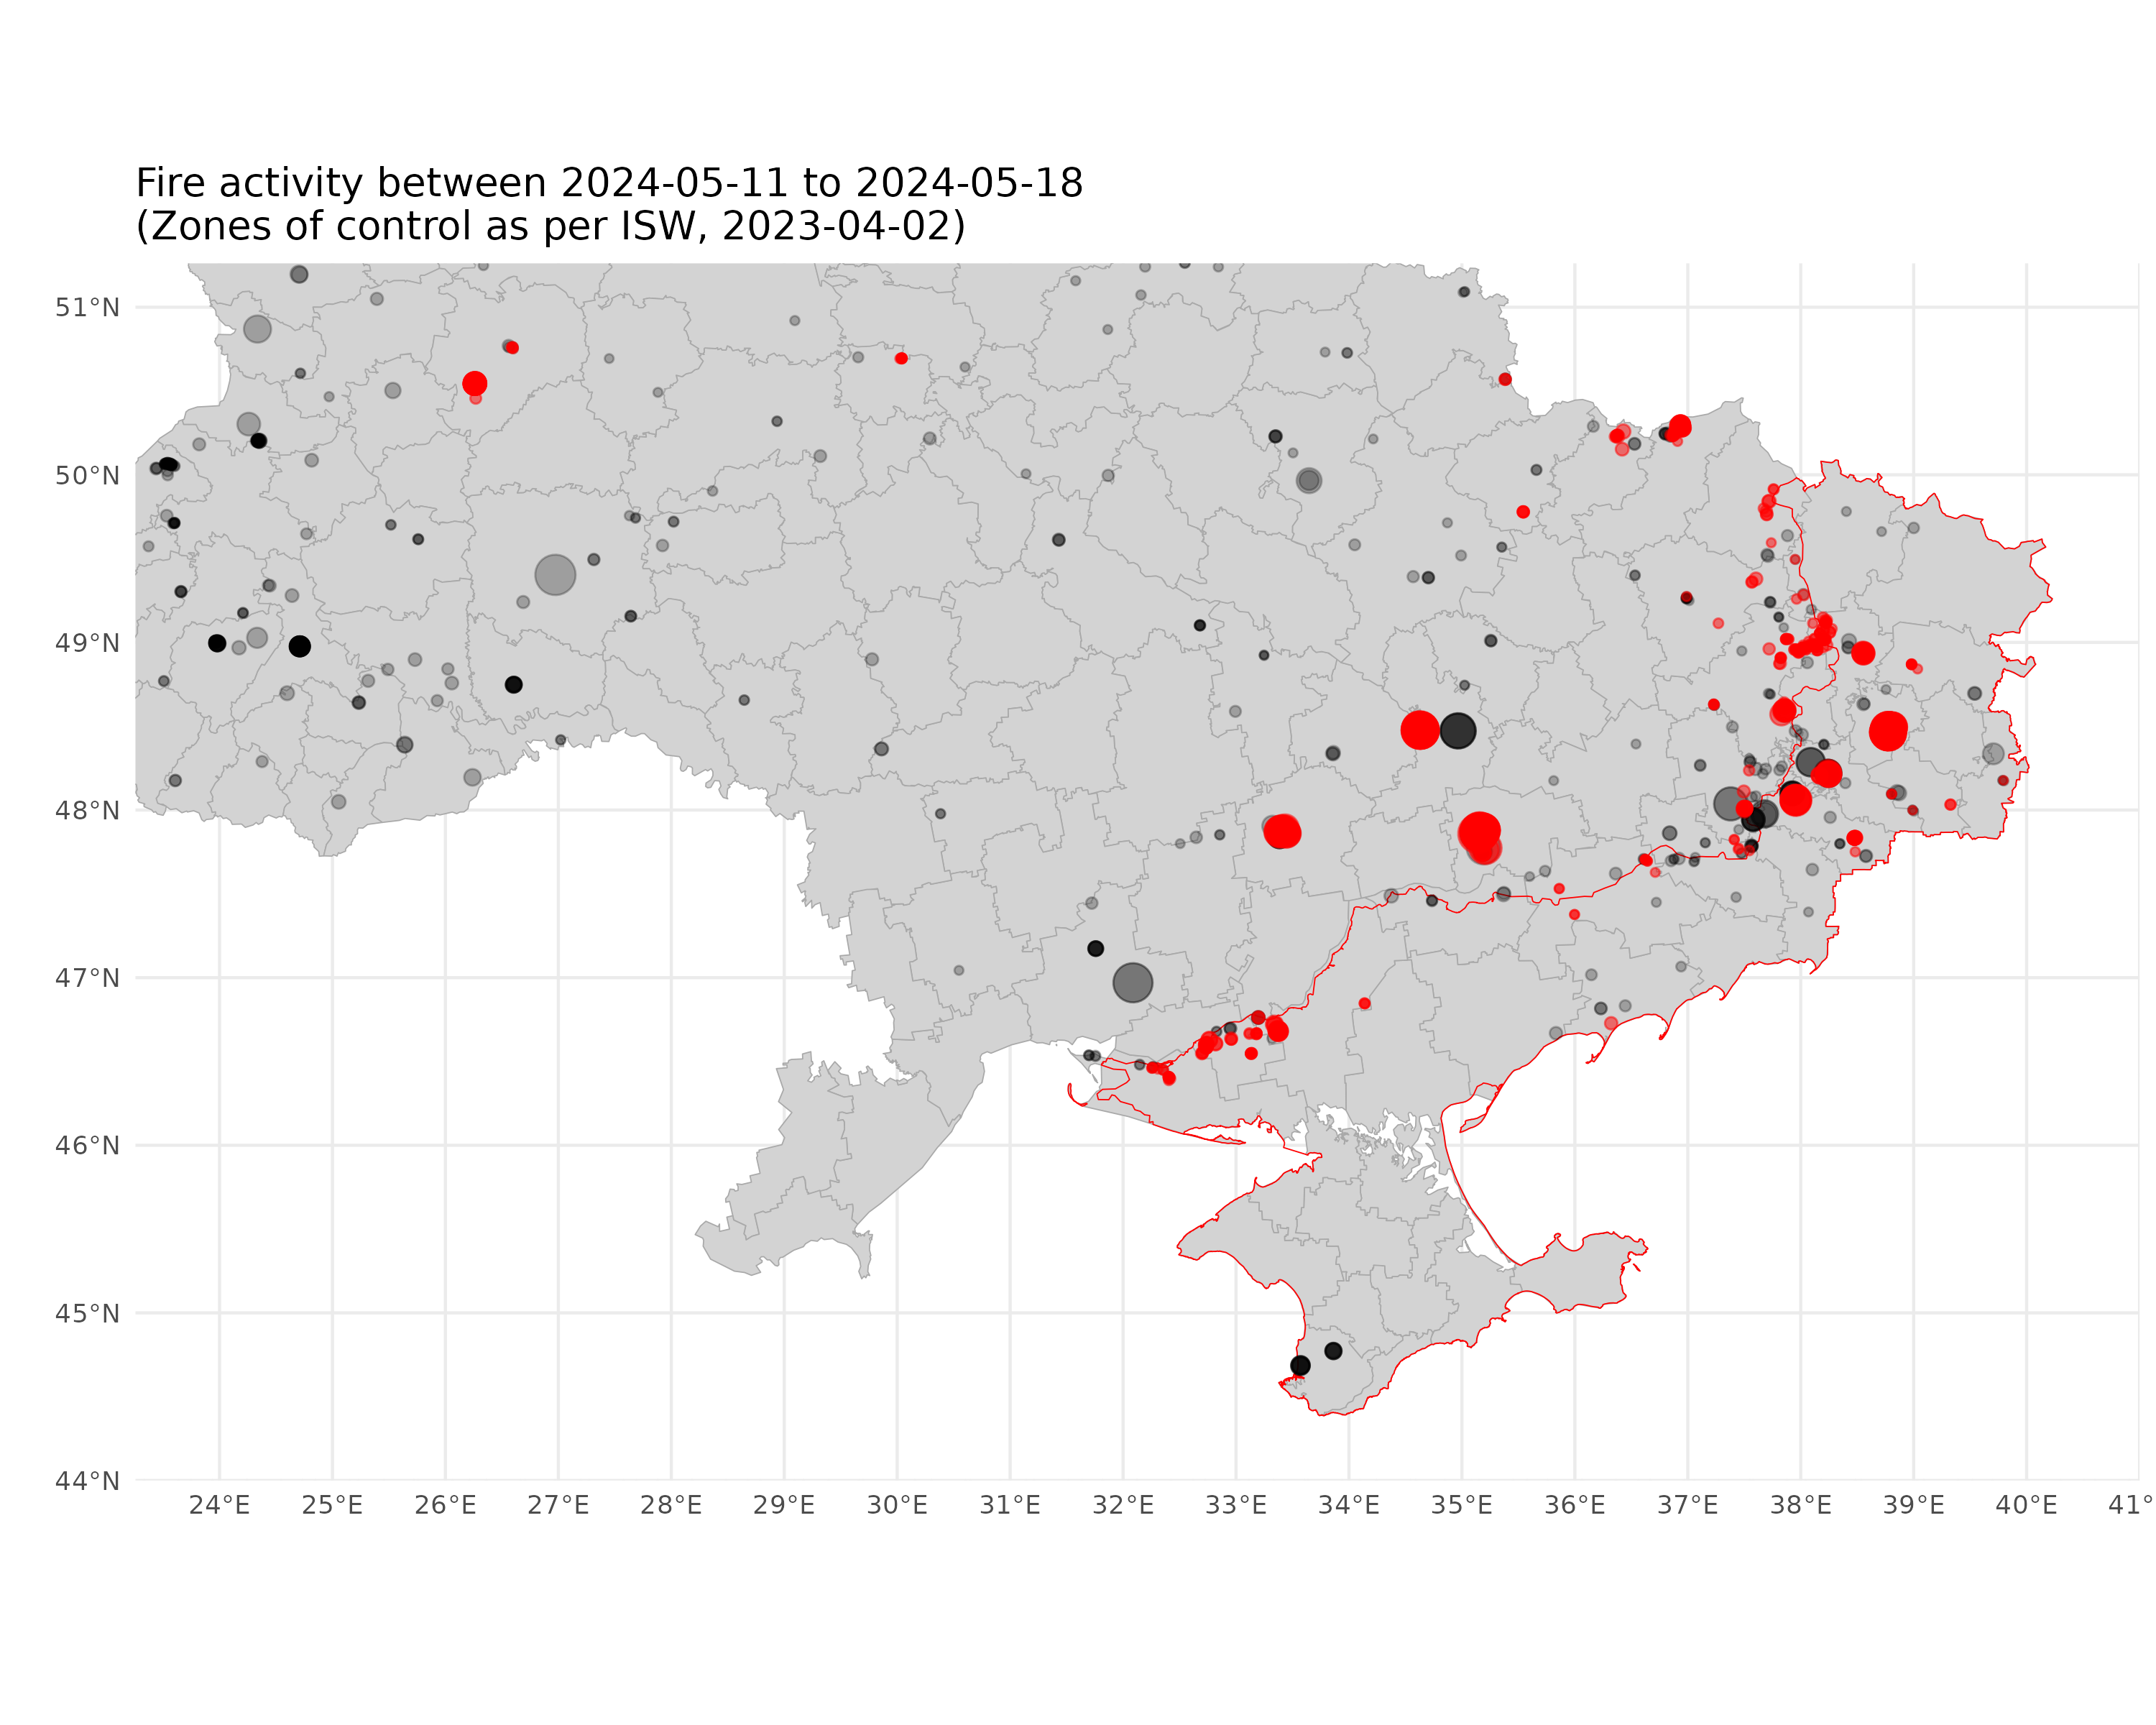 Fire activity between 2024-05-11 to 2024-05-18
(Zones of control as per ISW, 2023-04-02)
51°N
50°N
49°N
48°N
47°N
46°N
45°N
44°N
24°E 25°E 26°E 27°E 28°E 29°E 30°E 31°E 32°E 33°E 34°E 35°E 36°E 37°E 38°E 39°E 40°E 41°